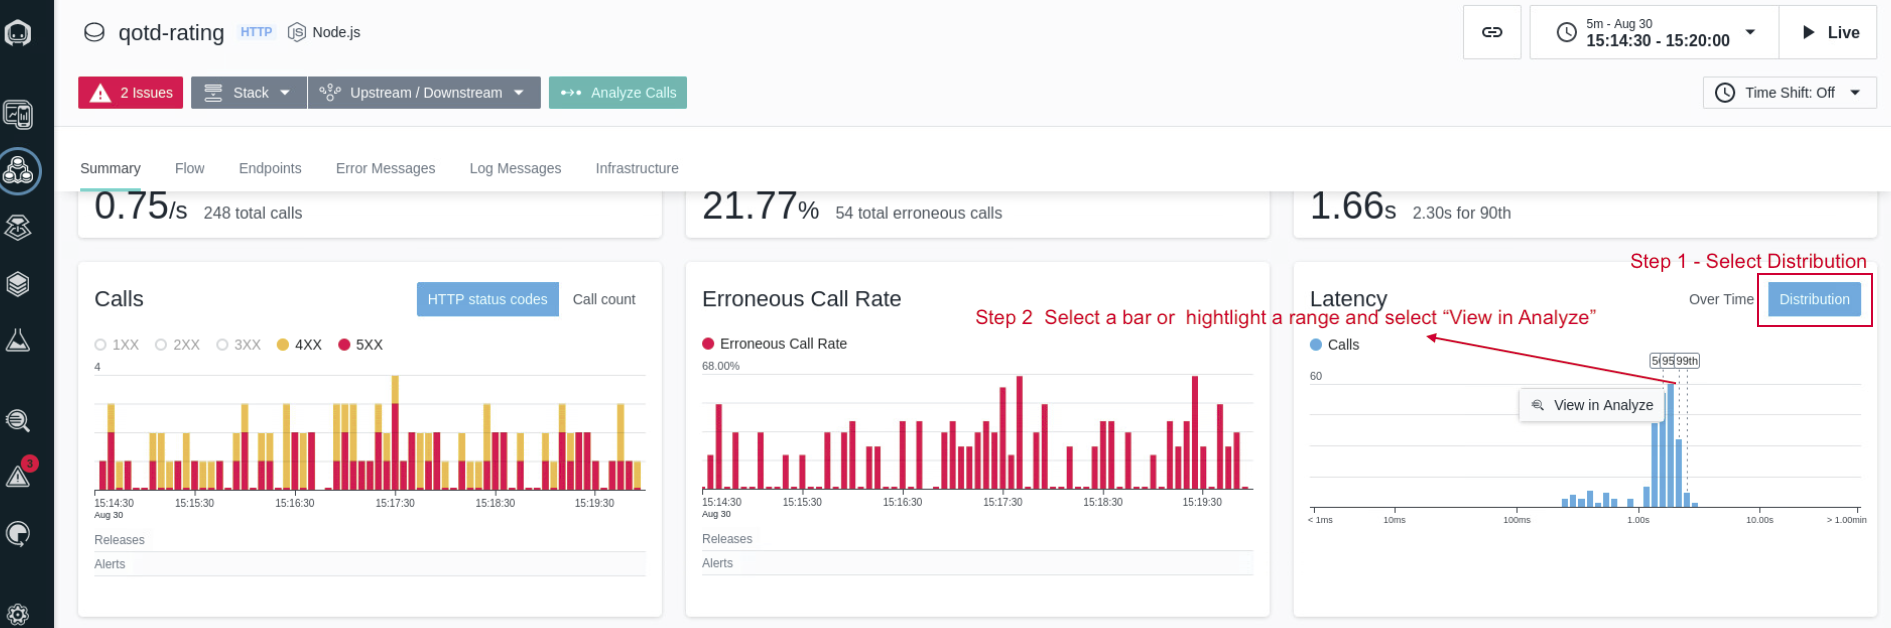 qotd-rating HTTP JS Node.js
5m - Aug 30
15:14:30 - 15:20:00
Live
2 Issues Stack Upstream / Downstream Analyze Calls
Time Shift: Off
Summary Flow Endpoints Error Messages Log Messages Infrastructure
0.75/s 248 total calls
21.77% 54 total erroneous calls
1.66s 2.30s for 90th
Step 1 - Select Distribution
Calls HTTP status codes Call count
1XX 2XX 3XX 4XX 5XX
4
15:14:30 15:15:30 15:16:30 15:17:30 15:18:30 15:19:30
Aug 30
Releases
Alerts
Erroneous Call Rate
Step 2 Select a bar or hightlight a range and select “View in Analyze”
Erroneous Call Rate
68.00%
15:14:30 15:15:30 15:16:30 15:17:30 15:18:30 15:19:30
Aug 30
Releases
Alerts
Latency Over Time Distribution
Calls
99th
60
View in Analyze
< 1ms 10ms 100ms 1.00s 10.00s > 1.00min
3